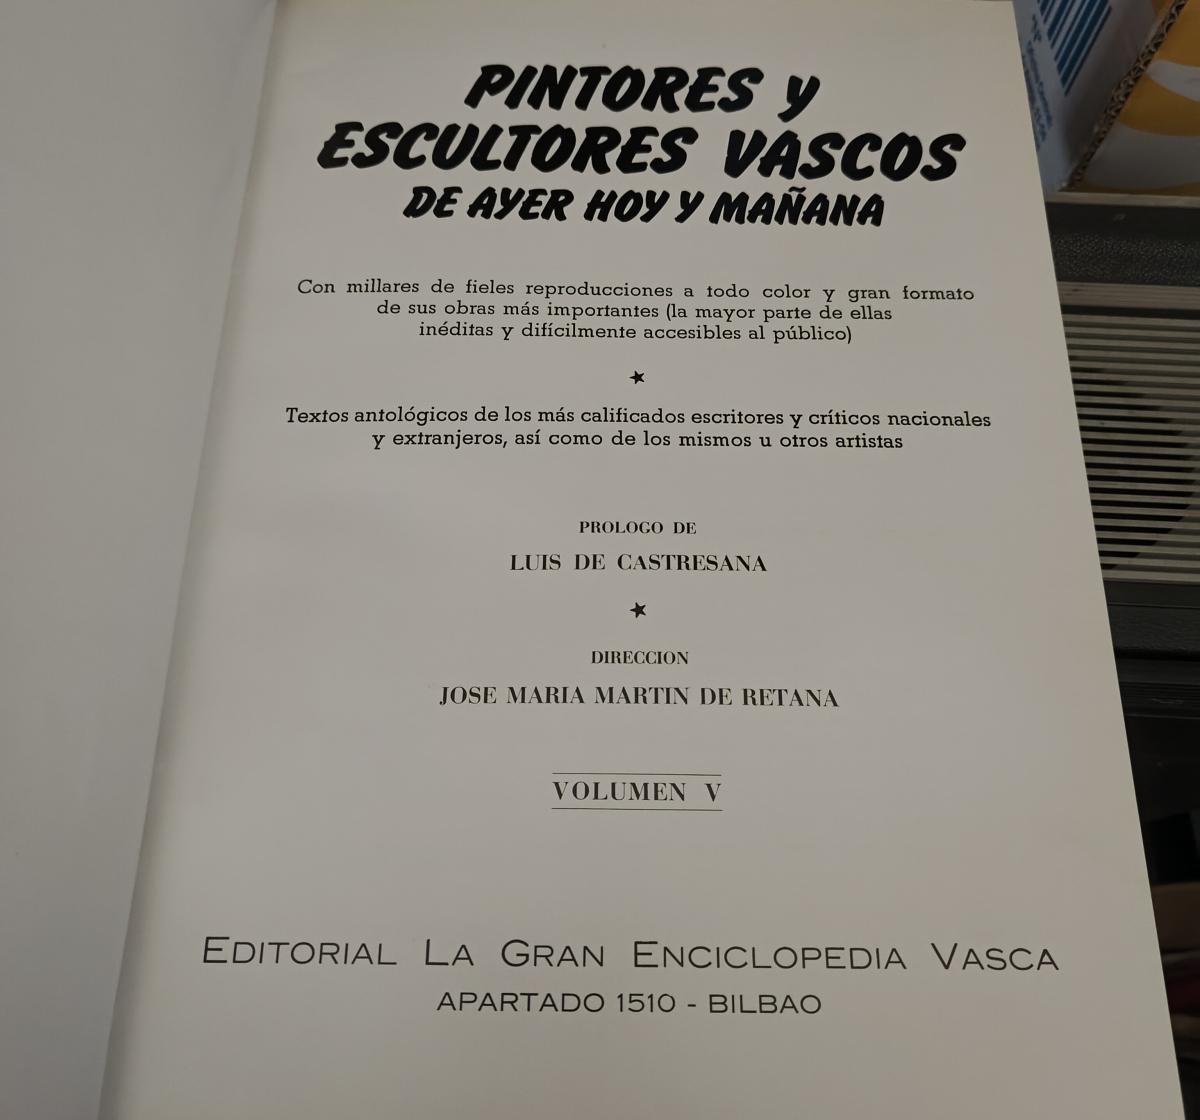 PINTORES y
ESCULTORES VASCOS
DE AYER HOY Y MAÑANA
Con millares de fieles reproducciones a todo color y gran formato
de sus obras más importantes (la mayor parte de ellas
inéditas y difícilmente accesibles al público)
Textos antológicos de los más calificados escritores y críticos nacionales
y extranjeros, así como de los mismos u otros artistas
PROLOGO DE
LUIS DE CASTRESANA
DIRECCION
JOSE MARIA MARTIN DE RETANA
VOLUMEN V
EDITORIAL LA GRAN ENCICLOPEDIA VASCA
APARTADO 1510 - BILBAO